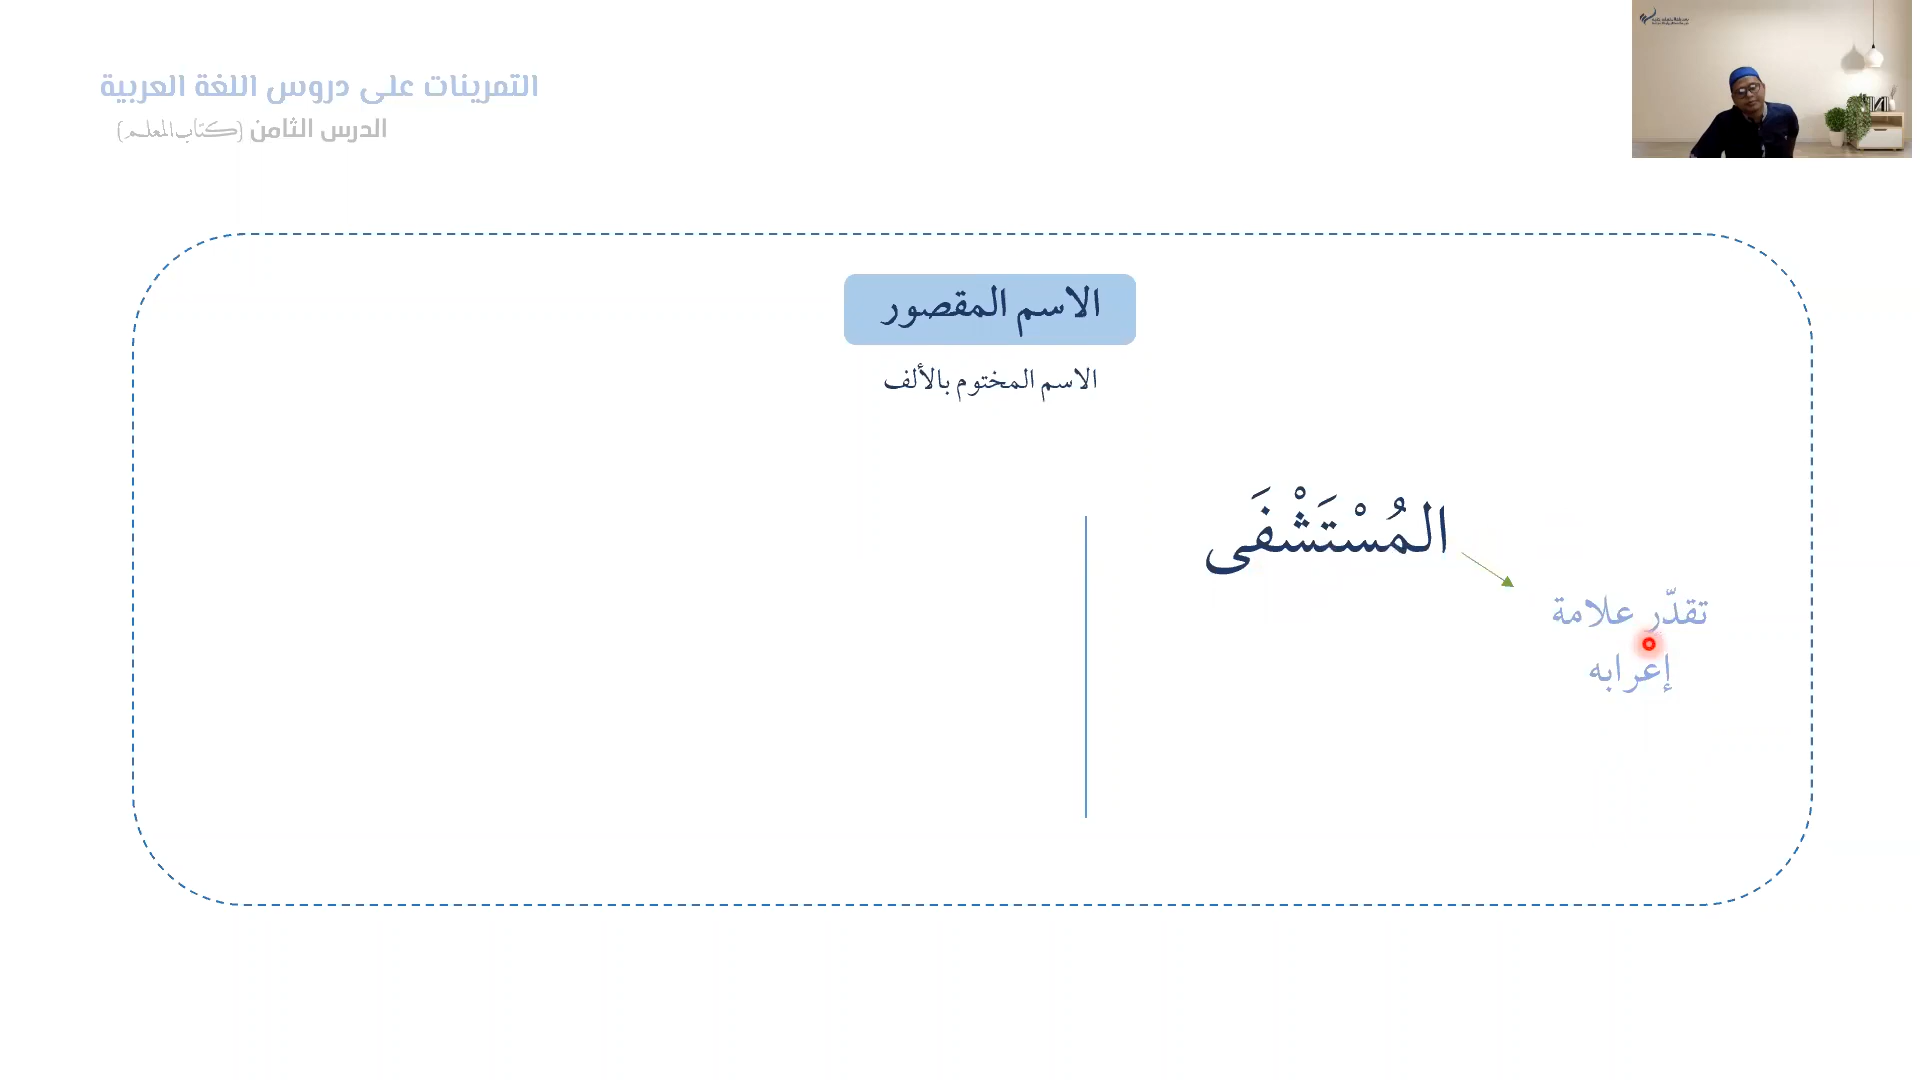 التمرينات على دروس اللغة العربية
الدرس الثامن (كتاب المعلم)
الاسم المقصور
الاسم المختوم بالألف
المُسْتَشْفَى
تقدّر علامة
إعرابه